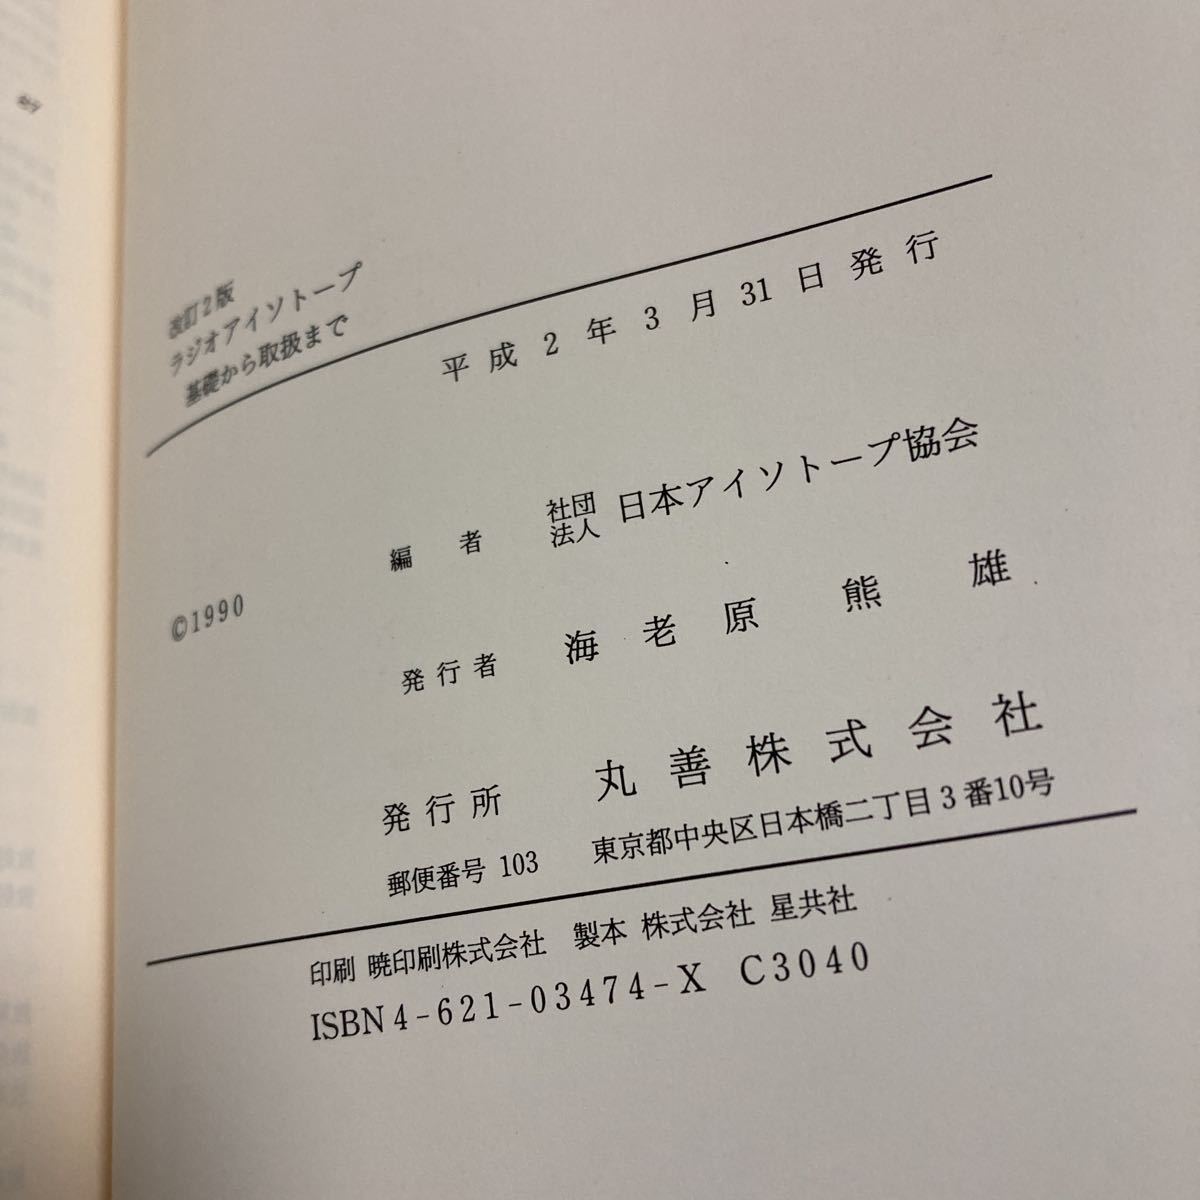 改訂2版
ラジオアイソトープ
基礎から取扱まで
平成2年3月31日発行
編者 社団法人 日本アイソトープ協会
©1990
発行者 海老原熊雄
発行所 丸善株式会社
郵便番号 103 東京都中央区日本橋二丁目3番10号
印刷 暁印刷株式会社 製本 株式会社 星共社
ISBN4-621-03474-X C3040